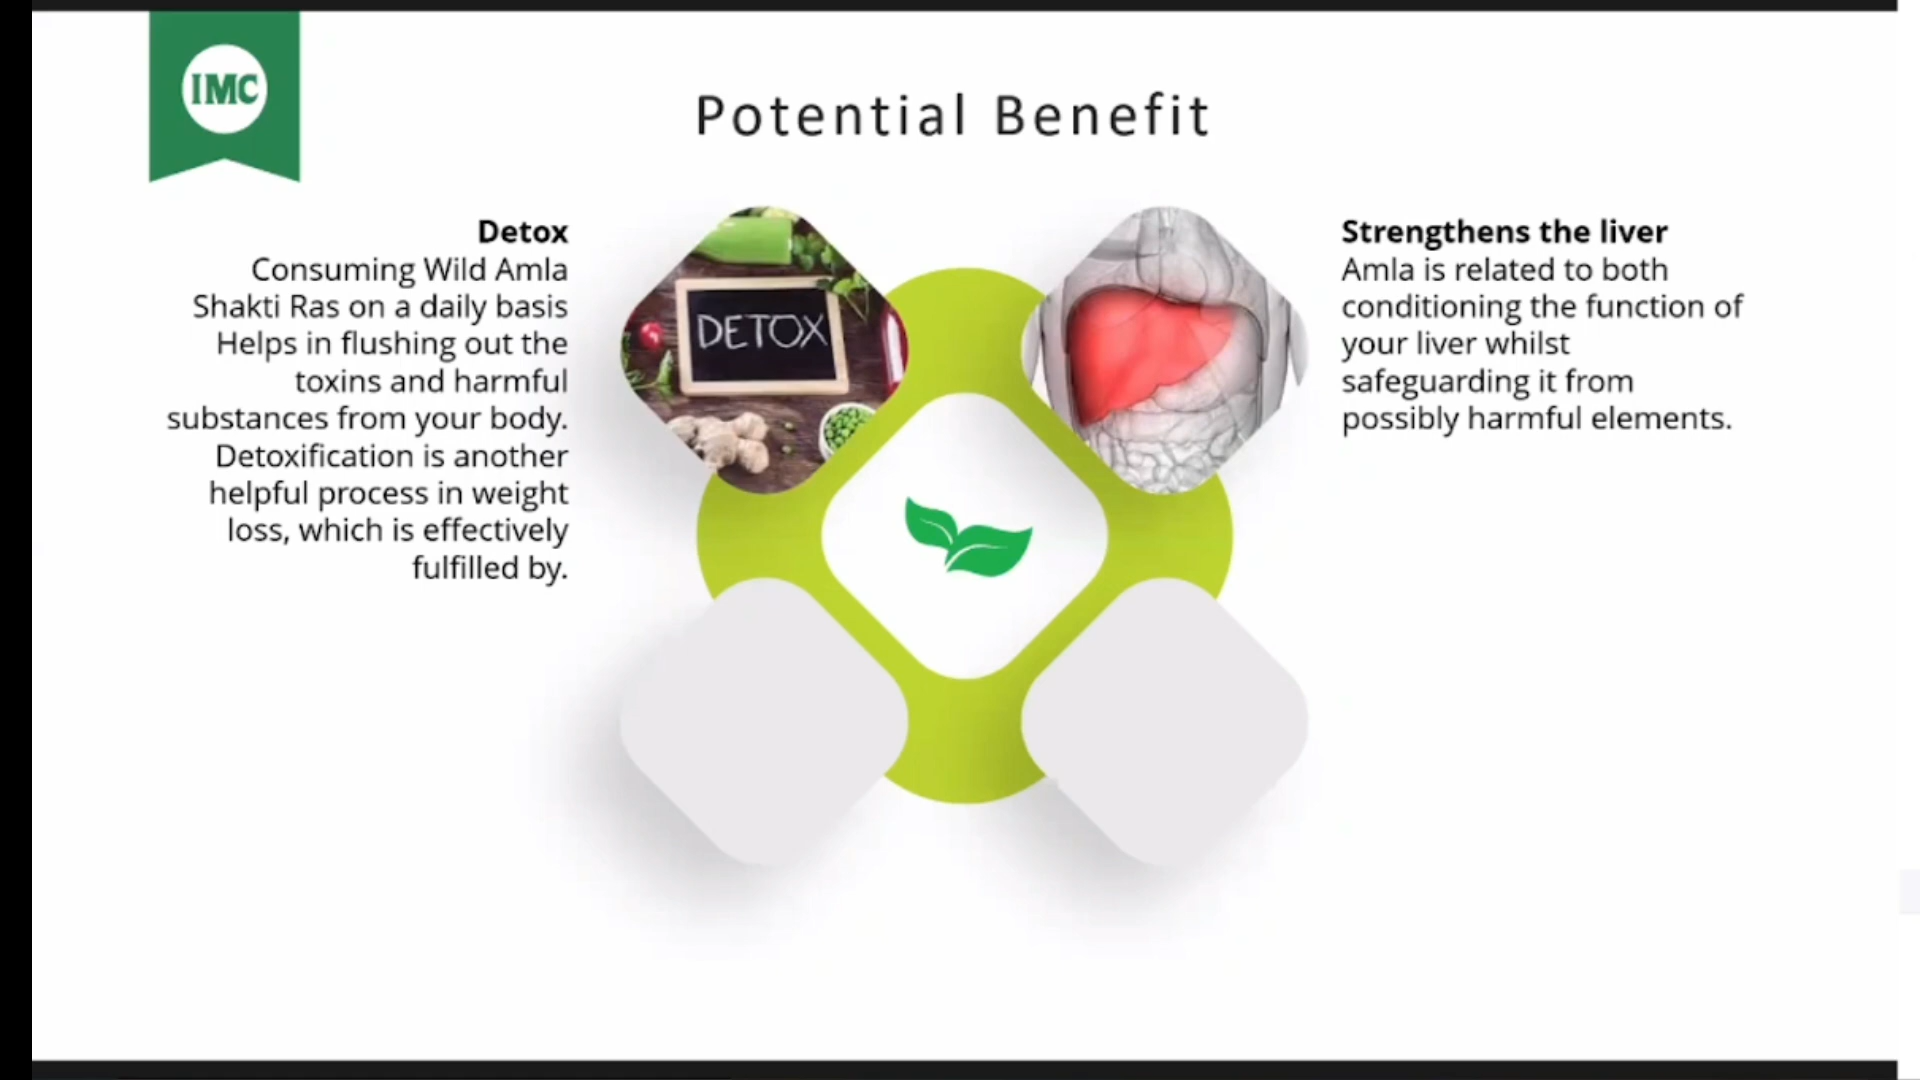 IMC
Potential Benefit
Detox
Consuming Wild Amla
Shakti Ras on a daily basis
Helps in flushing out the
toxins and harmful
substances from your body.
Detoxification is another
helpful process in weight
loss, which is effectively
fulfilled by.
DETOX
Strengthens the liver
Amla is related to both
conditioning the function of
your liver whilst
safeguarding it from
possibly harmful elements.